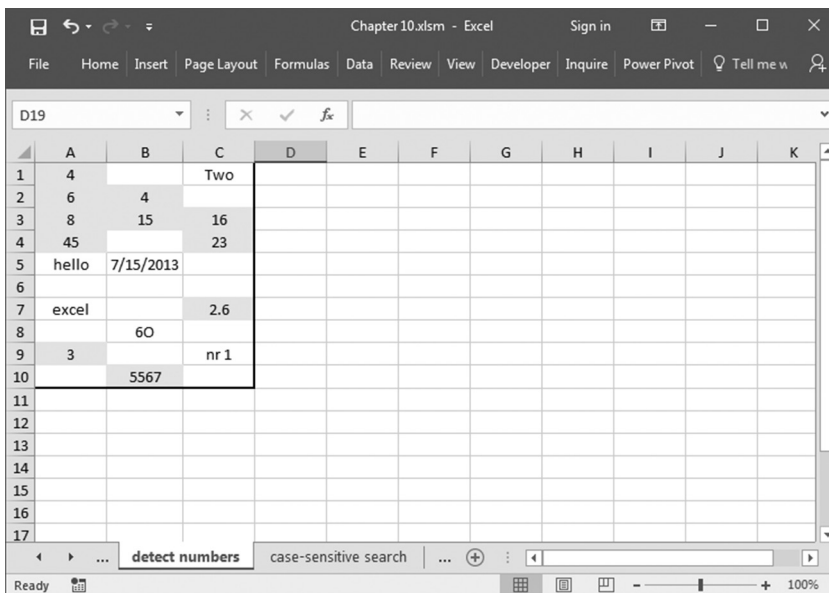 Chapter 10.xlsm - Excel Sign in
File Home Insert Page Layout Formulas Data Review View Developer Inquire Power Pivot Tell me w
D19 fx
A B C D E F G H I J K
1 4 Two
2 6 4
3 8 15 16
4 45 23
5 hello 7/15/2013
6
7 excel 2.6
8 6O
9 3 nr 1
10 5567
11
12
13
14
15
16
17
... detect numbers case-sensitive search ...
Ready 100%